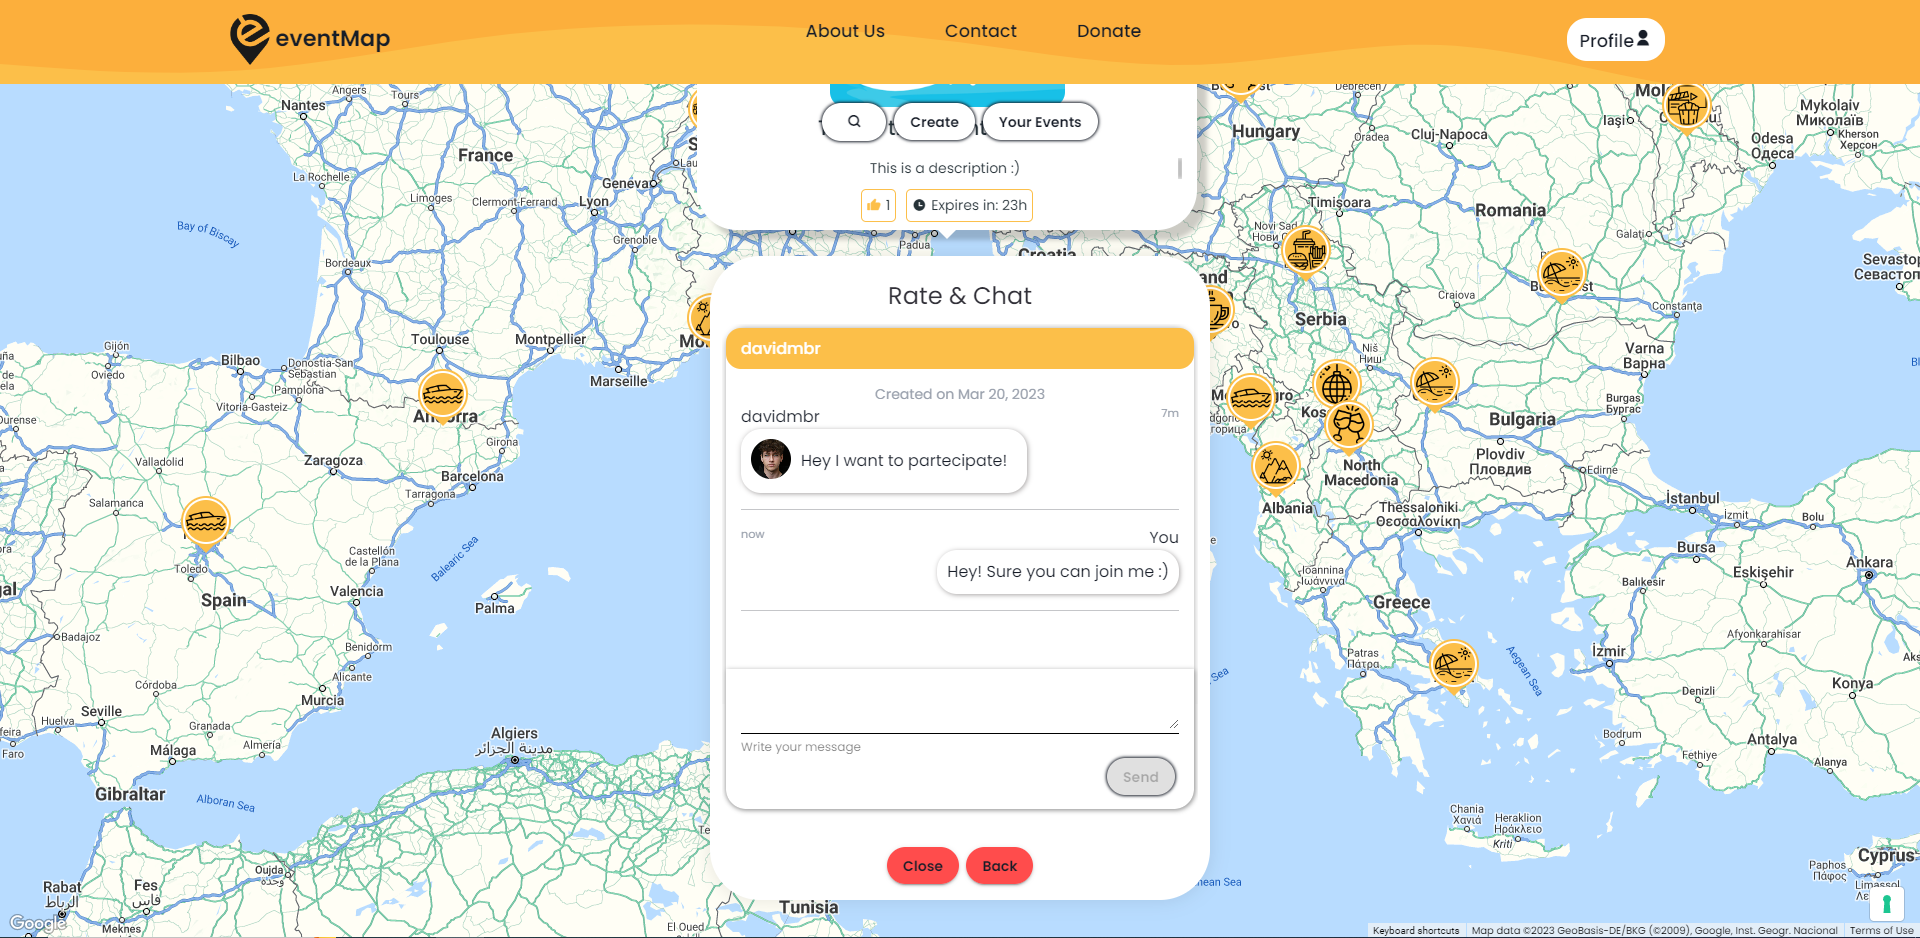 eventMap
About Us
Contact
Donate
Profile
Create
Your Events
This is a description :)
1
Expires in: 23h
Rate & Chat
davidmbr
Created on Mar 20, 2023
davidmbr
7m
Hey I want to partecipate!
now
You
Hey! Sure you can join me :)
Write your message
Send
Close
Back
Nantes
Angers
Tours
France
La Rochelle
Limoges
Clermont-Ferrand
Geneva
Lyon
Grenoble
Bay of Biscay
Bordeaux
Padua
Croatia
Toulouse
Montpellier
Marseille
Gijón
Oviedo
Bilbao
Donostia-San
Sebastian
Pamplona
Vitoria-Gasteiz
Girona
Valladolid
Zaragoza
Barcelona
Tarragona
Salamanca
Toledo
Castellón
de la Plana
Balearic Sea
Spain
Valencia
Palma
Badajoz
Benidorm
Alicante
Córdoba
Murcia
Seville
Huelva
Granada
Almería
Faro
Málaga
Algiers
مدينة الجزائر
Gibraltar
Alboran Sea
Oujda
وجدة
Rabat
الرباط
Fes
فاس
Meknes
El Oued
Tunisia
Google
Debrecen
Hungary
Oradea
Cluj-Napoca
Iași
Mykolaiv
Миколаїв
Kherson
Херсон
Odesa
Одеса
Timișoara
Romania
Novi Sad
Galați
Craiova
Constanța
Serbia
Niš
Ниш
Varna
Варна
Burgas
Бургас
Bulgaria
Plovdiv
Пловдив
Edirne
North
Macedonia
Albania
Thessaloniki
Θεσσαλονίκη
İstanbul
İzmit
Bolu
Bursa
Ankara
Eskişehir
Balıkesir
Ioannina
Ιωάννινα
Greece
Afyonkarahisar
Patras
Πάτρα
Aegean Sea
İzmir
Denizli
Konya
Bodrum
Antalya
Fethiye
Alanya
Chania
Χανιά
Heraklion
Ηράκλειο
Kriti
Paphos
Πάφος
Cyprus
Limassol
Keyboard shortcuts
Map data ©2023 GeoBasis-DE/BKG (©2009), Google, Inst. Geogr. Nacional
Terms of Use